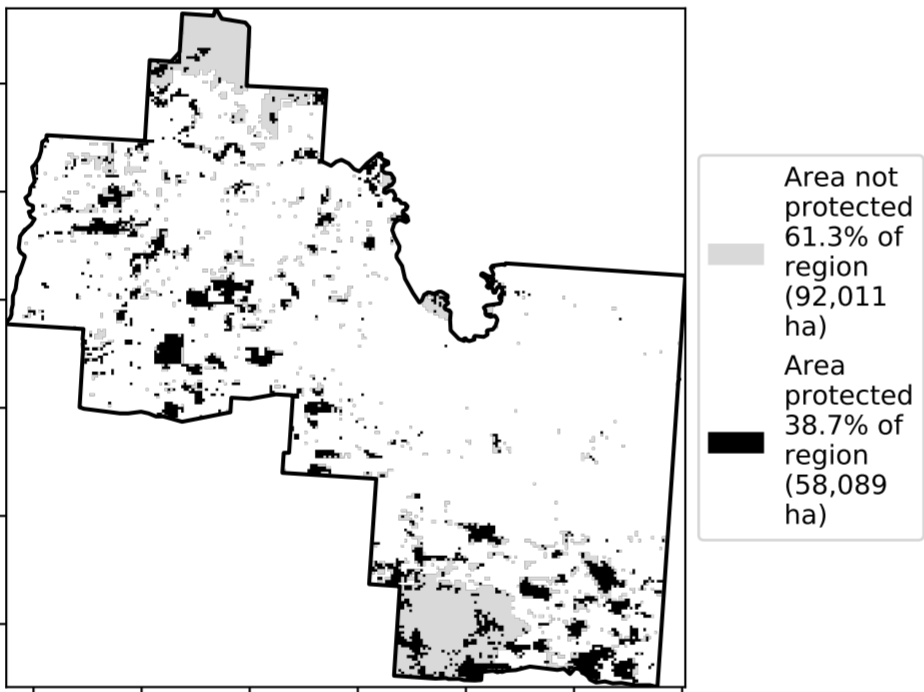 Area not
protected
61.3% of
region
(92,011
ha)
Area
protected
38.7% of
region
(58,089
ha)